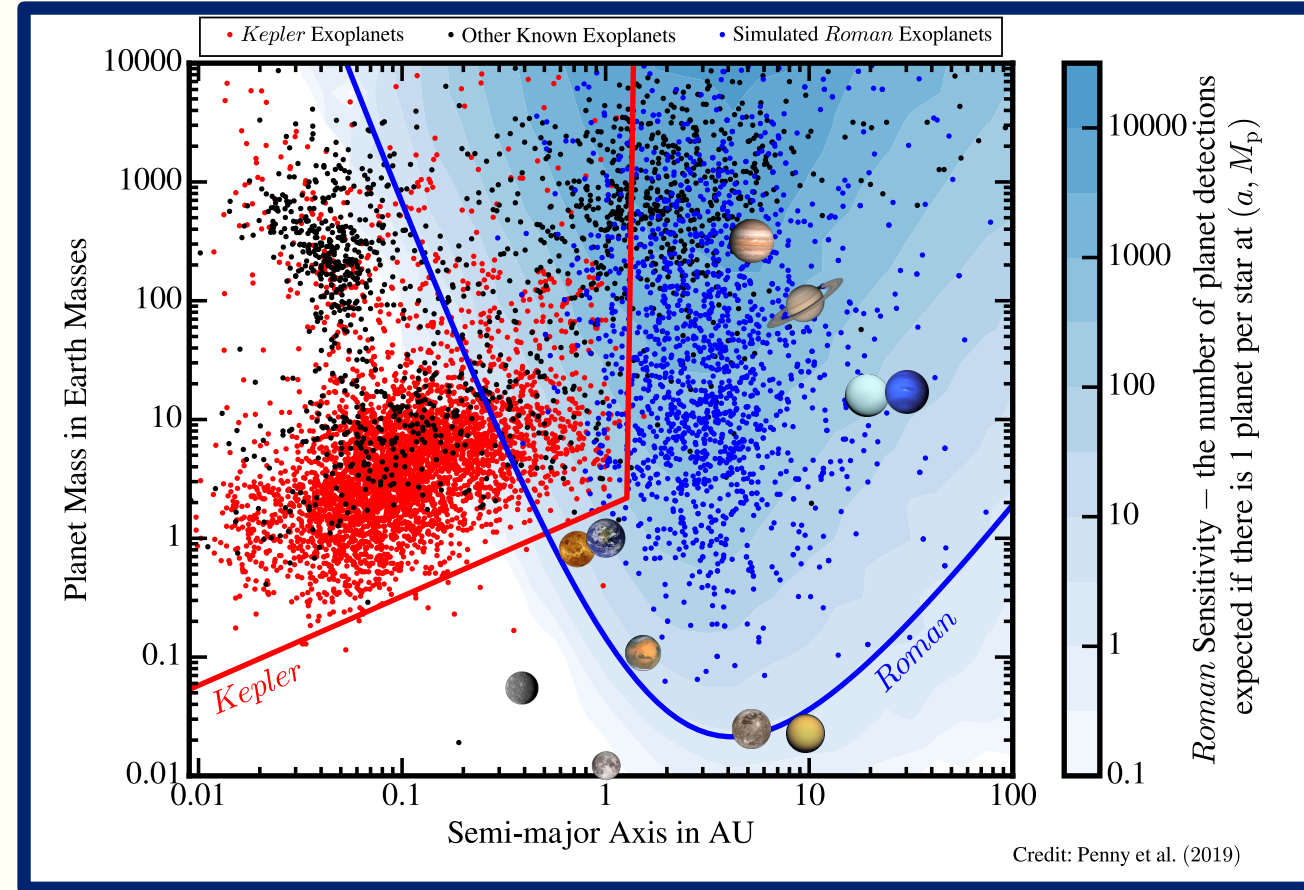 Kepler Exoplanets Other Known Exoplanets Simulated Roman Exoplanets
10000
1000
100
10
1
0.1
0.01
Planet Mass in Earth Masses
Kepler
Roman
0.01 0.1 1 10 100
Semi-major Axis in AU
10000
1000
100
10
1
0.1
Roman Sensitivity – the number of planet detections
expected if there is 1 planet per star at (a, Mp)
Credit: Penny et al. (2019)